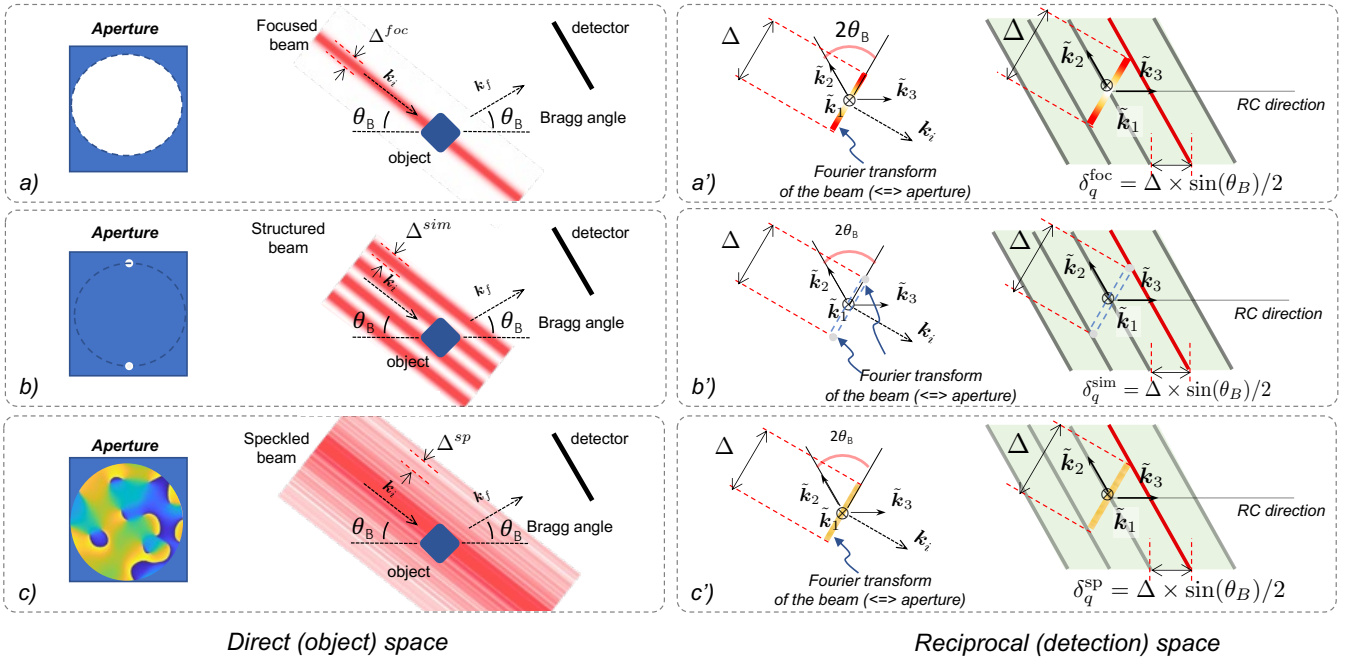 Aperture
Focused
beam
Δ^{foc}
k_i
k_f
detector
Bragg angle
θ_B
θ_B
object
a)
Δ
2θ_B
k̃_2
k̃_1
k̃_3
k_i
Fourier transform
of the beam (<=> aperture)
a')
Δ
k̃_2
k̃_3
k̃_1
RC direction
δ_q^{foc} = Δ × sin(θ_B)/2
Aperture
Structured
beam
Δ^{sim}
k_i
k_f
detector
Bragg angle
θ_B
θ_B
object
b)
Δ
2θ_B
k̃_2
k̃_1
k̃_3
k_i
Fourier transform
of the beam (<=> aperture)
b')
Δ
k̃_2
k̃_3
k̃_1
RC direction
δ_q^{sim} = Δ × sin(θ_B)/2
Aperture
Speckled
beam
Δ^{sp}
k_i
k_f
detector
Bragg angle
θ_B
θ_B
object
c)
Δ
2θ_B
k̃_2
k̃_1
k̃_3
k_i
Fourier transform
of the beam (<=> aperture)
c')
Δ
k̃_2
k̃_3
k̃_1
RC direction
δ_q^{sp} = Δ × sin(θ_B)/2
Direct (object) space
Reciprocal (detection) space